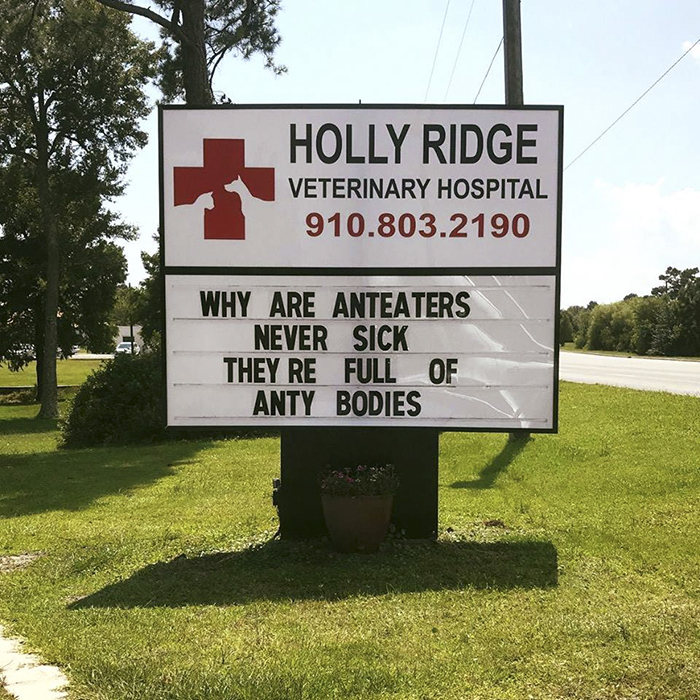 HOLLY RIDGE
VETERINARY HOSPITAL
910.803.2190
WHY ARE ANTEATERS
NEVER SICK
THEY RE FULL OF
ANTY BODIES